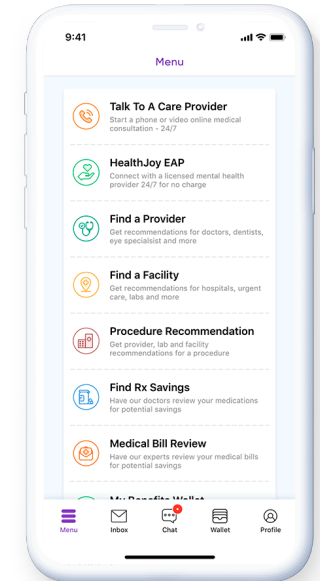 9:41
Menu
Talk To A Care Provider
Start a phone or video online medical
consultation - 24/7
HealthJoy EAP
Connect with a licensed mental health
provider 24/7 for no charge
Find a Provider
Get recommendations for doctors, dentists,
eye specialsist and more
Find a Facility
Get recommendations for hospitals, urgent
care, labs and more
Procedure Recommendation
Get provider, lab and facility
recommendations for a procedure
Find Rx Savings
Have our doctors review your medications
for potential savings
Medical Bill Review
Have our experts review your medical bills
for potential savings
My Benefits Wallet
Menu Inbox Chat Wallet Profile